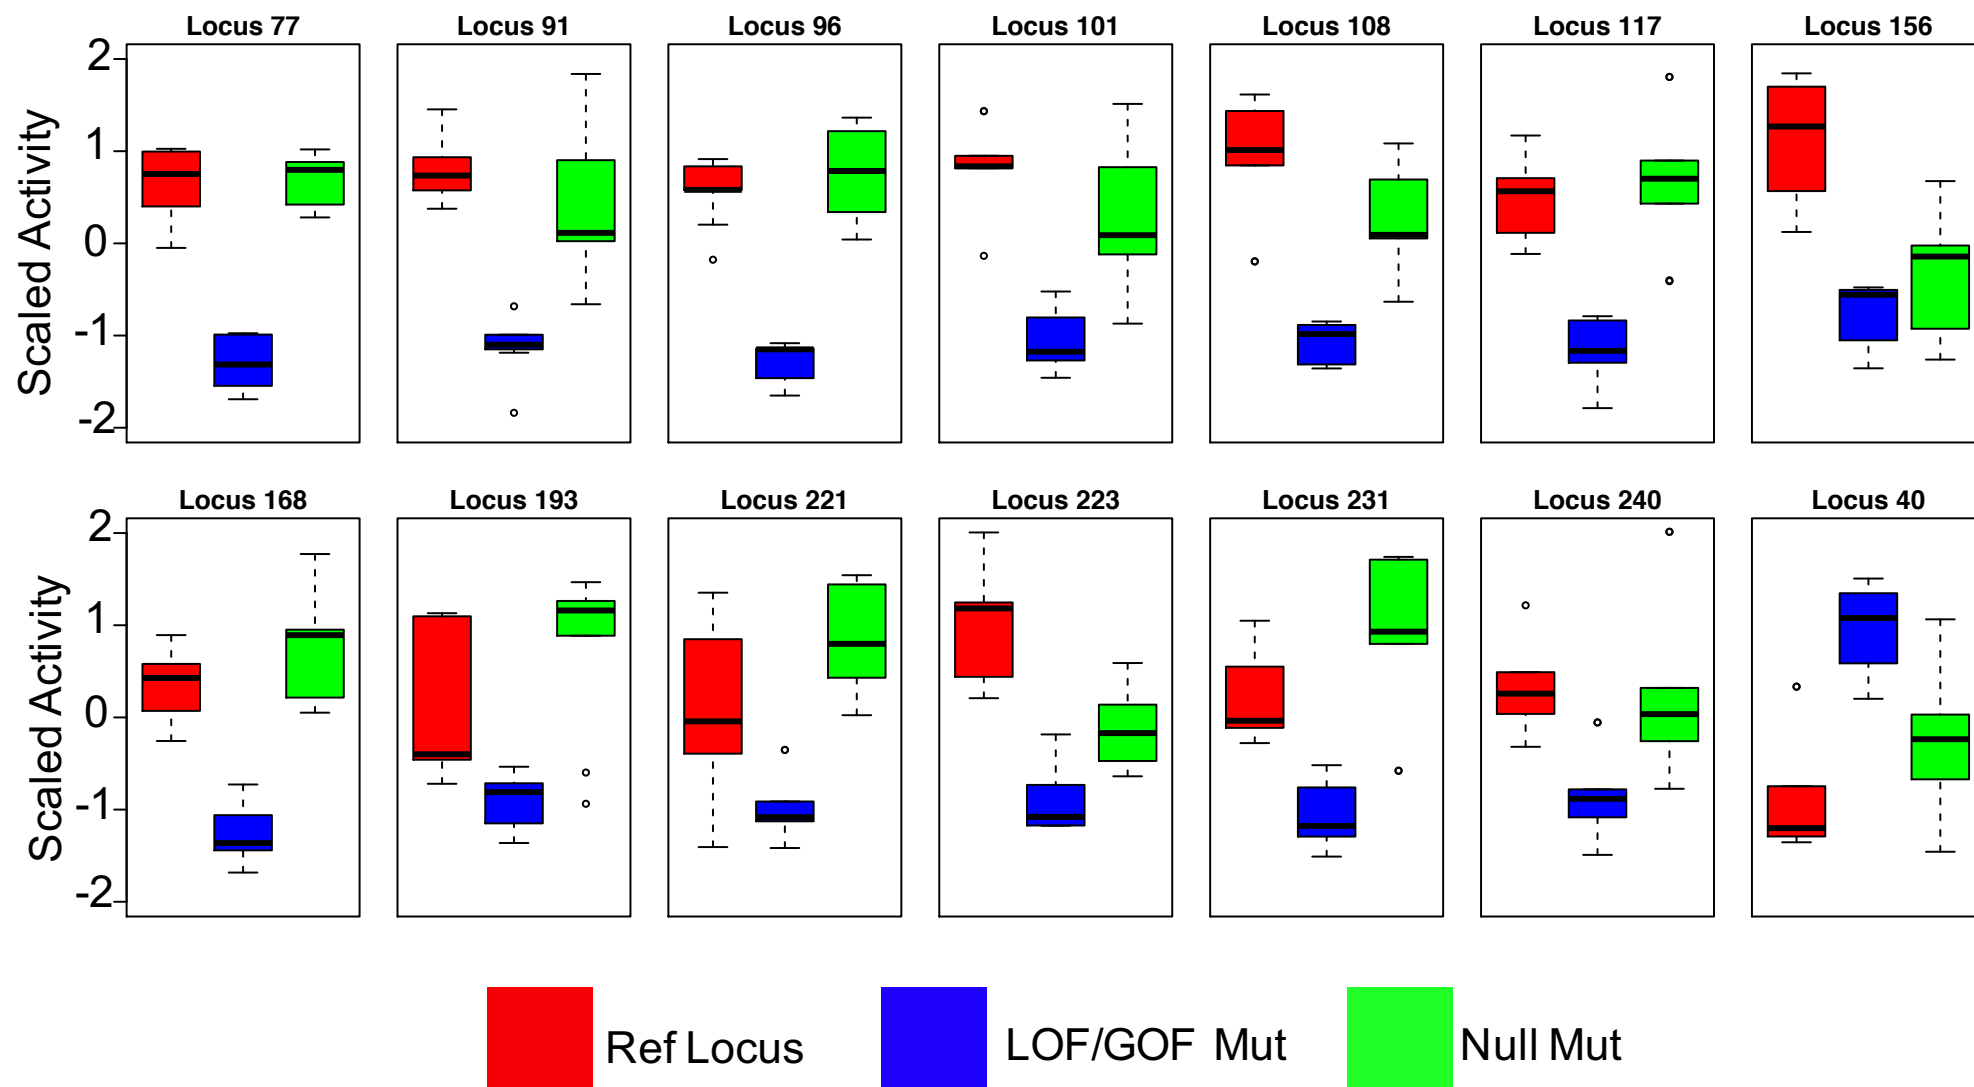 Locus 77 Locus 91 Locus 96 Locus 101 Locus 108 Locus 117 Locus 156
Scaled Activity
2
1
0
-1
-2
Locus 168 Locus 193 Locus 221 Locus 223 Locus 231 Locus 240 Locus 40
Scaled Activity
2
1
0
-1
-2
Ref Locus LOF/GOF Mut Null Mut